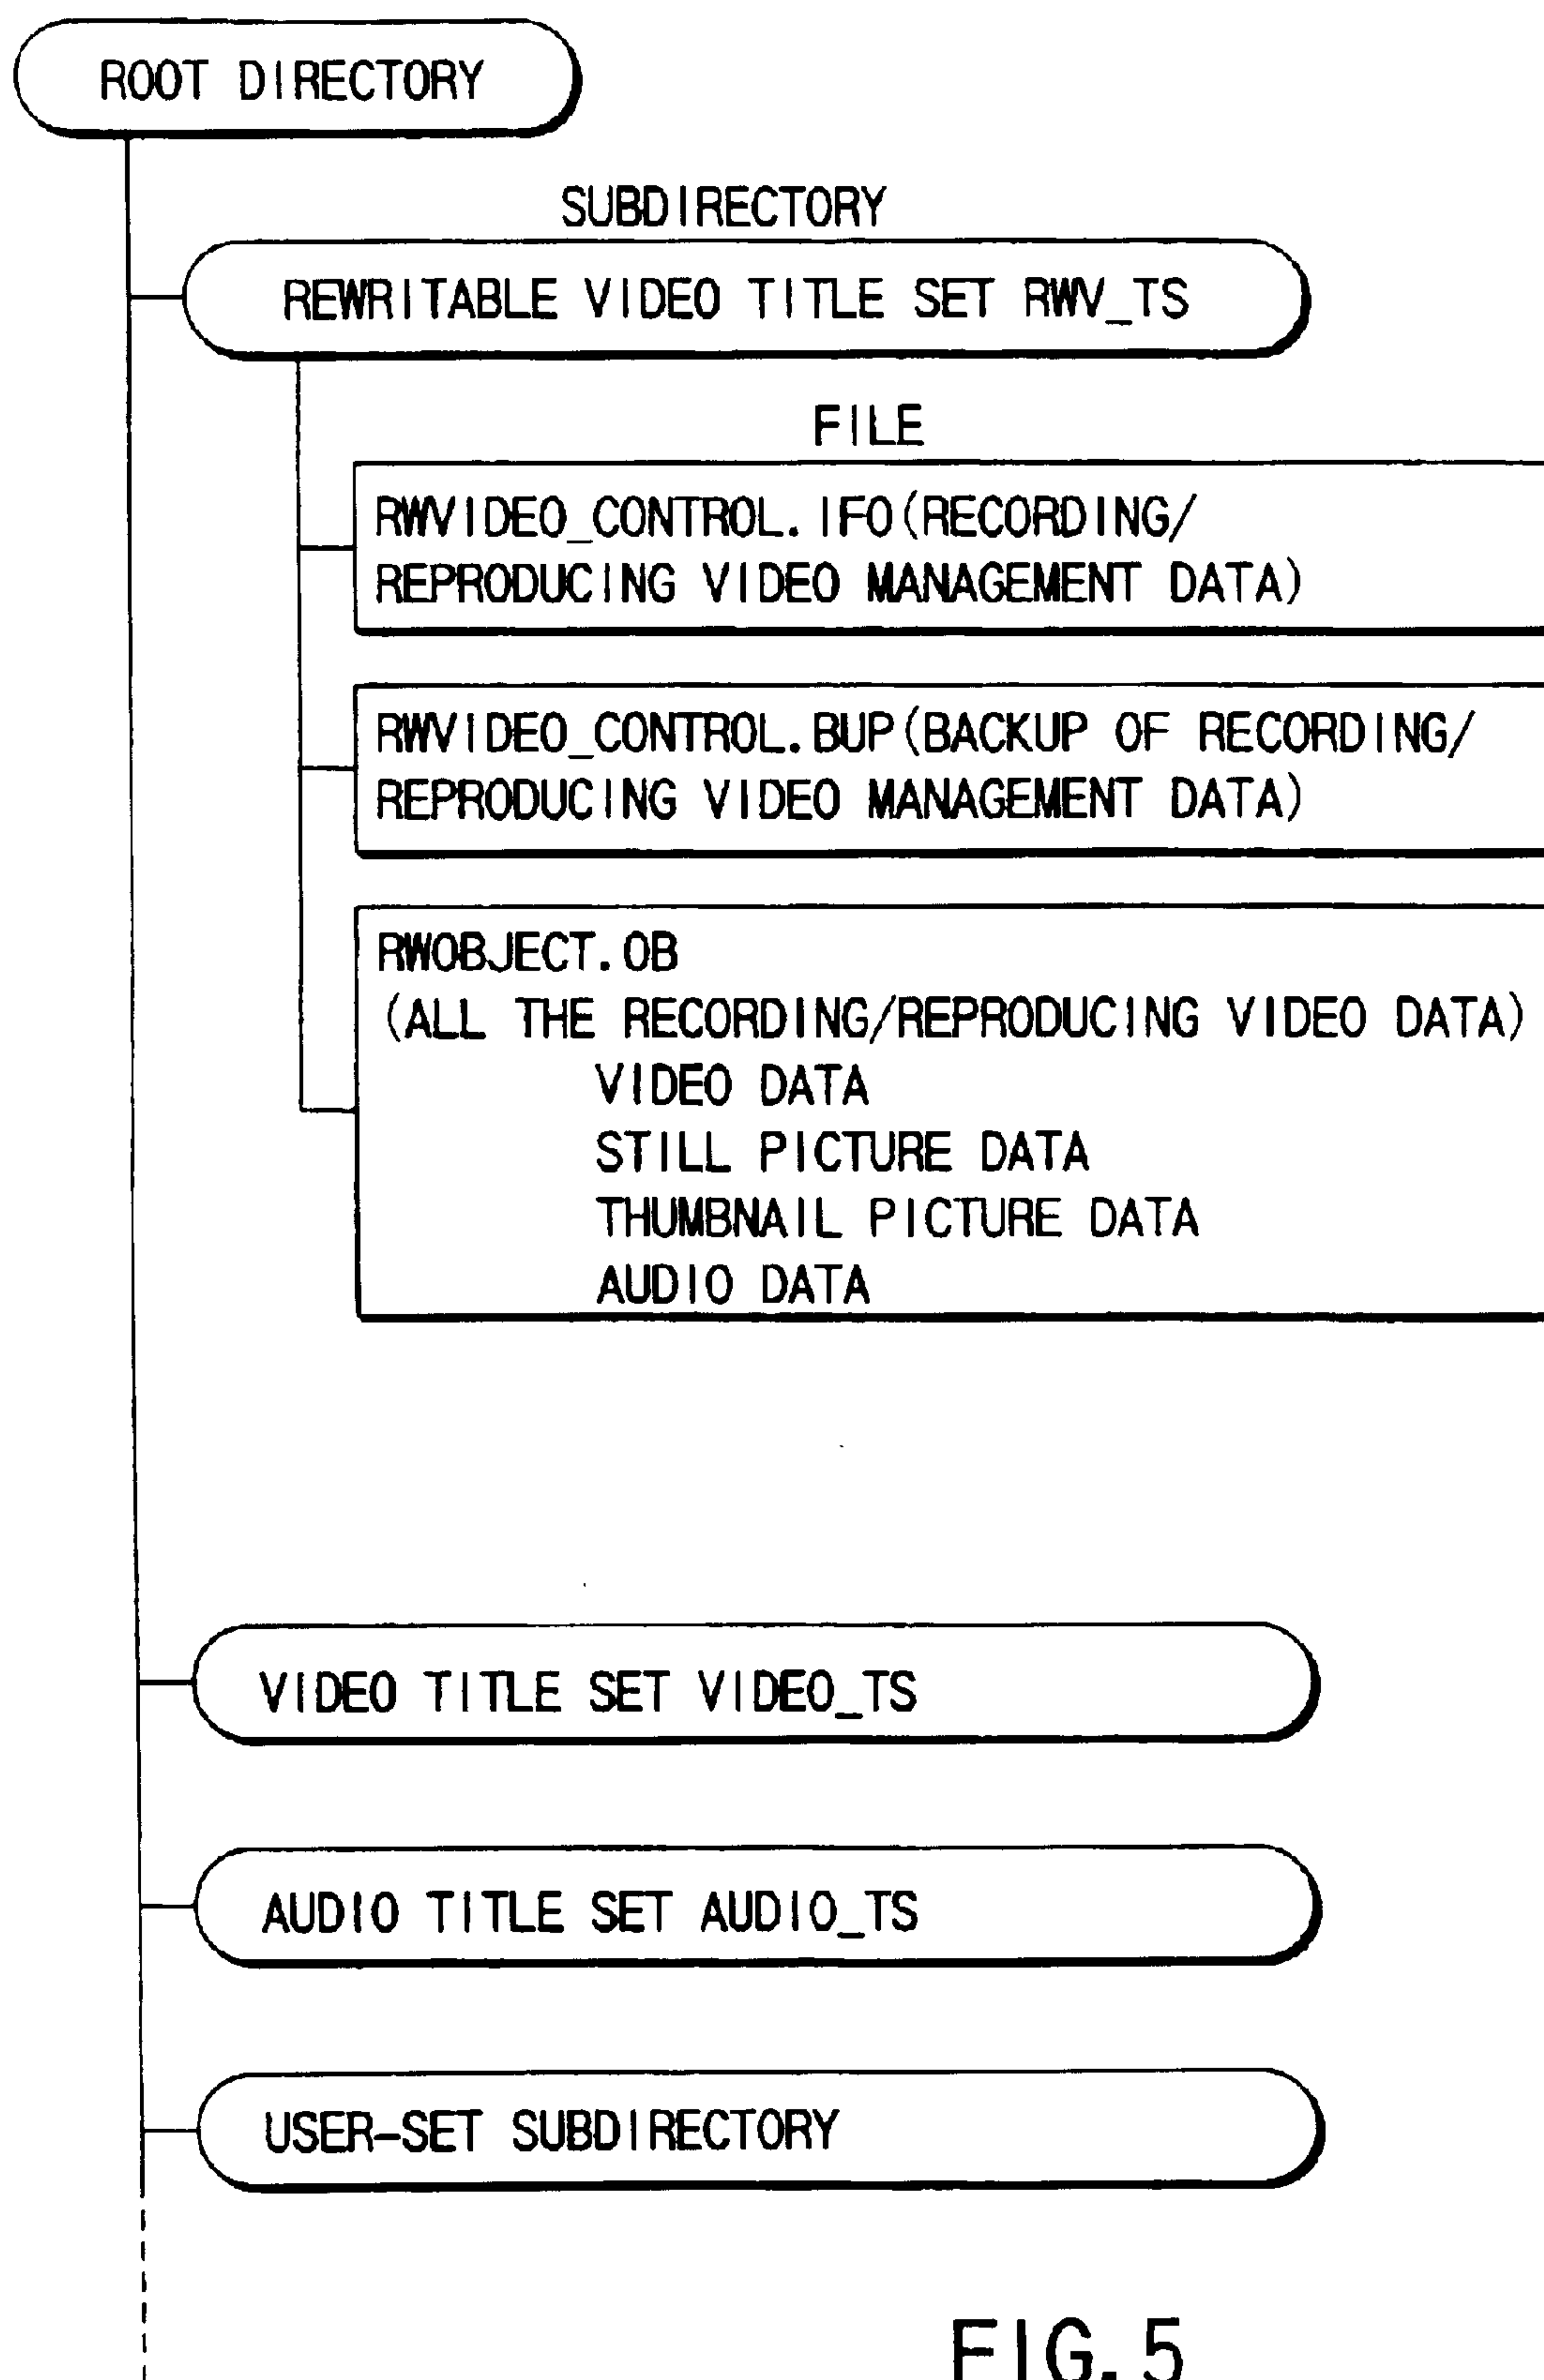 ROOT DIRECTORY
SUBDIRECTORY
REWRITABLE VIDEO TITLE SET RWV_TS
FILE
RWVIDEO_CONTROL.IFO(RECORDING/
REPRODUCING VIDEO MANAGEMENT DATA)
RWVIDEO_CONTROL.BUP(BACKUP OF RECORDING/
REPRODUCING VIDEO MANAGEMENT DATA)
RWOBJECT.OB
(ALL THE RECORDING/REPRODUCING VIDEO DATA)
VIDEO DATA
STILL PICTURE DATA
THUMBNAIL PICTURE DATA
AUDIO DATA
VIDEO TITLE SET VIDEO_TS
AUDIO TITLE SET AUDIO_TS
USER-SET SUBDIRECTORY
FIG.5